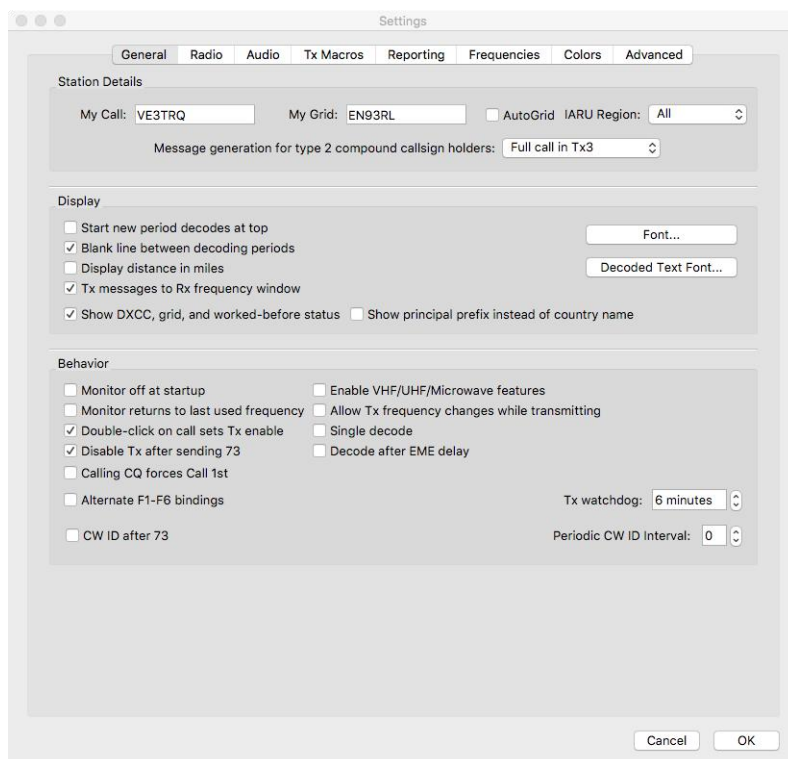 Settings
General Radio Audio Tx Macros Reporting Frequencies Colors Advanced
Station Details
My Call: VE3TRQ My Grid: EN93RL AutoGrid IARU Region: All
Message generation for type 2 compound callsign holders: Full call in Tx3
Display
Start new period decodes at top
Blank line between decoding periods
Font...
Display distance in miles
Decoded Text Font...
Tx messages to Rx frequency window
Show DXCC, grid, and worked-before status Show principal prefix instead of country name
Behavior
Monitor off at startup Enable VHF/UHF/Microwave features
Monitor returns to last used frequency Allow Tx frequency changes while transmitting
Double-click on call sets Tx enable Single decode
Disable Tx after sending 73 Decode after EME delay
Calling CQ forces Call 1st
Alternate F1-F6 bindings Tx watchdog: 6 minutes
CW ID after 73 Periodic CW ID Interval: 0
Cancel OK